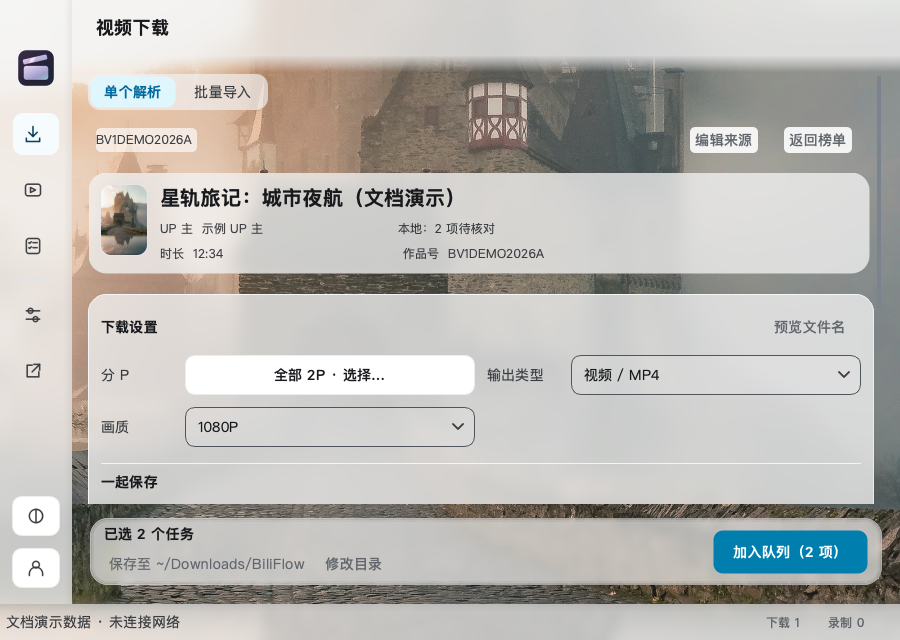 视频下载
单个解析 批量导入
BV1DEMO2026A 编辑来源 返回榜单
星轨旅记：城市夜航（文档演示）
UP 主 示例 UP 主 本地：2 项待核对
时长 12:34 作品号 BV1DEMO2026A
下载设置 预览文件名
分 P 全部 2P · 选择... 输出类型 视频 / MP4
画质 1080P
一起保存
已选 2 个任务
保存至 ~/Downloads/BiliFlow 修改目录
加入队列（2 项）
文档演示数据 · 未连接网络 下载 1 录制 0